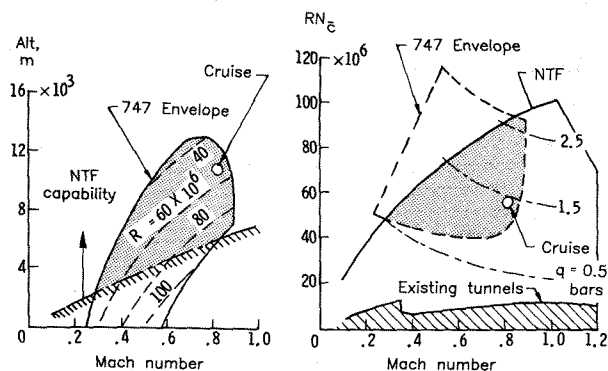 Alt,
m
16 ×10³
12
8
4
0
.2 .4 .6 .8 1.0
Mach number
747 Envelope
Cruise
NTF
capability
40
R = 60 X 10⁶
80
100
RN c̄
120 ×10⁶
100
80
60
40
20
0
.2 .4 .6 .8 1.0 1.2
Mach number
747 Envelope
NTF
2.5
1.5
Cruise
q = 0.5
bars
Existing tunnels